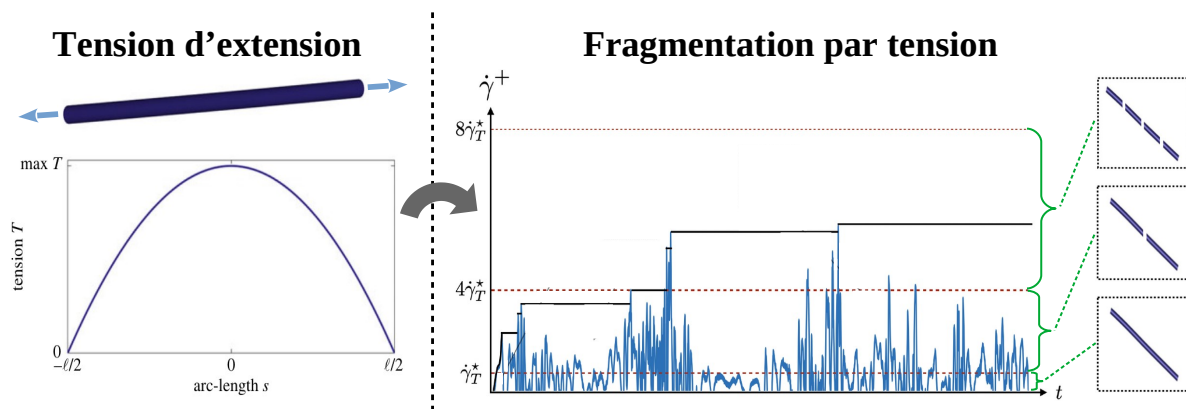 Tension d’extension
max T
tension T
0
−ℓ/2
0
ℓ/2
arc-length s
Fragmentation par tension
γ̇⁺
8γ̇_T^⋆
4γ̇_T^⋆
γ̇_T^⋆
t